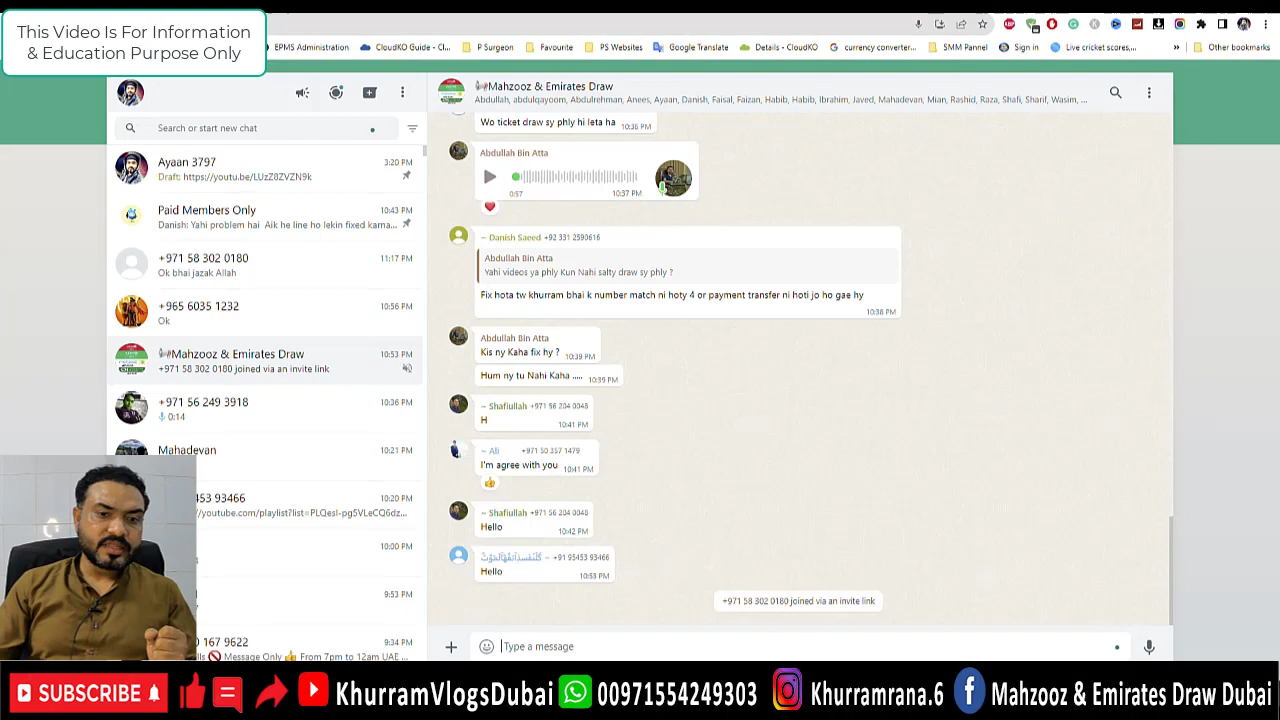 This Video Is For Information
& Education Purpose Only
EPMS Administration
CloudKO Guide - Cl...
P Surgeon
Favourite
PS Websites
Google Translate
Details - CloudKO
currency converter...
SMM Panel
Sign in
Live cricket scores,...
»
Other bookmarks
Search or start new chat
Ayaan 3797
3:20 PM
Draft: https://youtu.be/LUzZ8ZVZN9k
Paid Members Only
10:43 PM
Danish: Yahi problem hai Aik he line ho lekin fixed kama...
+971 58 302 0180
11:17 PM
Ok bhai jazak Allah
+965 6035 1232
10:56 PM
Ok
Mahzooz & Emirates Draw
10:53 PM
+971 58 302 0180 joined via an invite link
+971 56 249 3918
10:36 PM
0:14
Mahadevan
10:21 PM
453 93466
10:20 PM
/youtube.com/playlist?list=PLQesl-pg5VLeCQ6dz...
10:00 PM
9:53 PM
0 167 9622
9:34 PM
lls 🚫 Message Only 👍 From 7pm to 12am UAE ...
Mahzooz & Emirates Draw
Abdullah, abdulqayoom, Abdulrehman, Anees, Ayaan, Danish, Faisal, Faizan, Habib, Habib, Ibrahim, Javed, Mahadevan, Mian, Rashid, Raza, Shafi, Sharif, Wasim, ...
Wo ticket draw sy phly hi leta ha
10:36 PM
Abdullah Bin Atta
0:57
10:37 PM
~ Danish Saeed +92 331 2590616
Abdullah Bin Atta
Yahi videos ya phly Kun Nahi salty draw sy phly ?
Fix hota tw khurram bhai k number match ni hoty 4 or payment transfer ni hoti jo ho gae hy
10:38 PM
Abdullah Bin Atta
Kis ny Kaha fix hy ?
10:39 PM
Hum ny tu Nahi Kaha .....
10:39 PM
~ Shafiullah +971 56 204 0048
H
10:41 PM
~ Ali +971 50 357 1479
I'm agree with you
10:41 PM
~ Shafiullah +971 56 204 0048
Hello
10:42 PM
~ +91 95453 93466
Hello
10:53 PM
+971 58 302 0180 joined via an invite link
Type a message
SUBSCRIBE
KhurramVlogsDubai
00971554249303
Khurramrana.6
Mahzooz & Emirates Draw Dubai